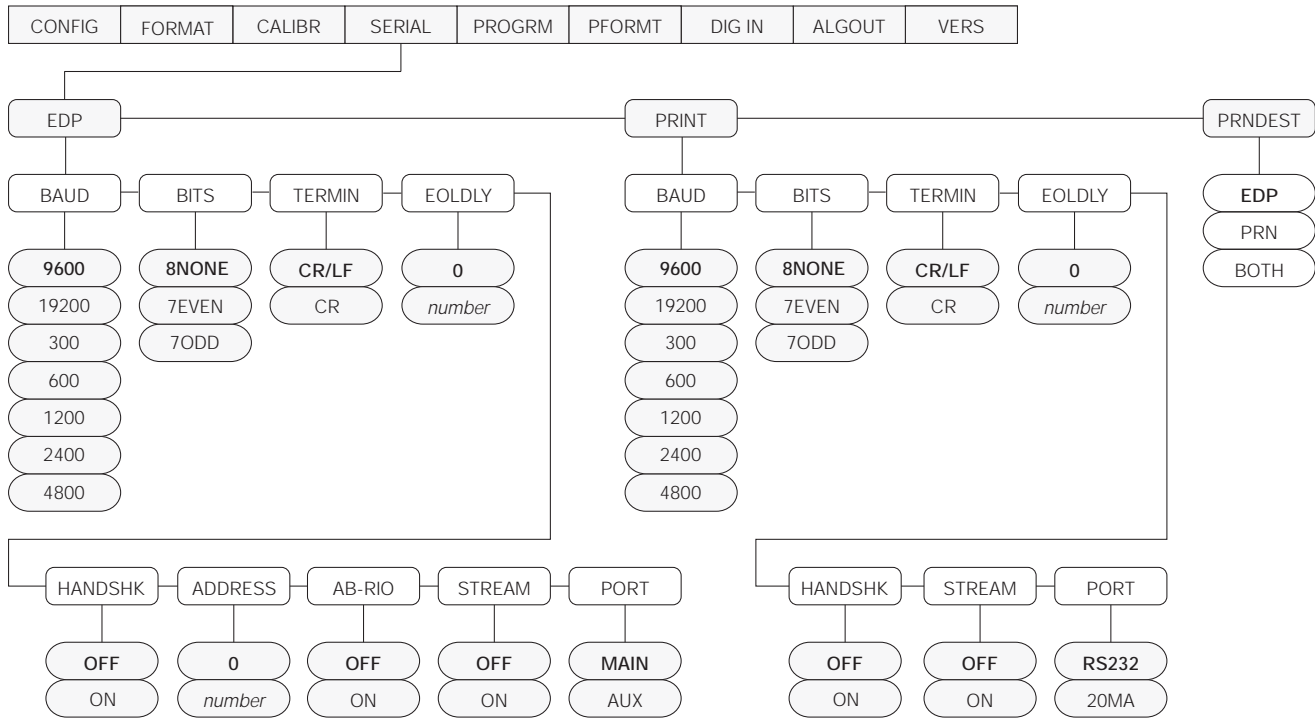 CONFIG FORMAT CALIBR SERIAL PROGRM PFORMT DIG IN ALGOUT VERS
EDP PRINT PRNDEST
BAUD BITS TERMIN EOLDLY BAUD BITS TERMIN EOLDLY EDP
PRN
9600 8NONE CR/LF 0 9600 8NONE CR/LF 0 BOTH
19200 7EVEN CR number 19200 7EVEN CR number
300 7ODD 300 7ODD
600 600
1200 1200
2400 2400
4800 4800
HANDSHK ADDRESS AB-RIO STREAM PORT HANDSHK STREAM PORT
OFF 0 OFF OFF MAIN OFF OFF RS232
ON number ON ON AUX ON ON 20MA